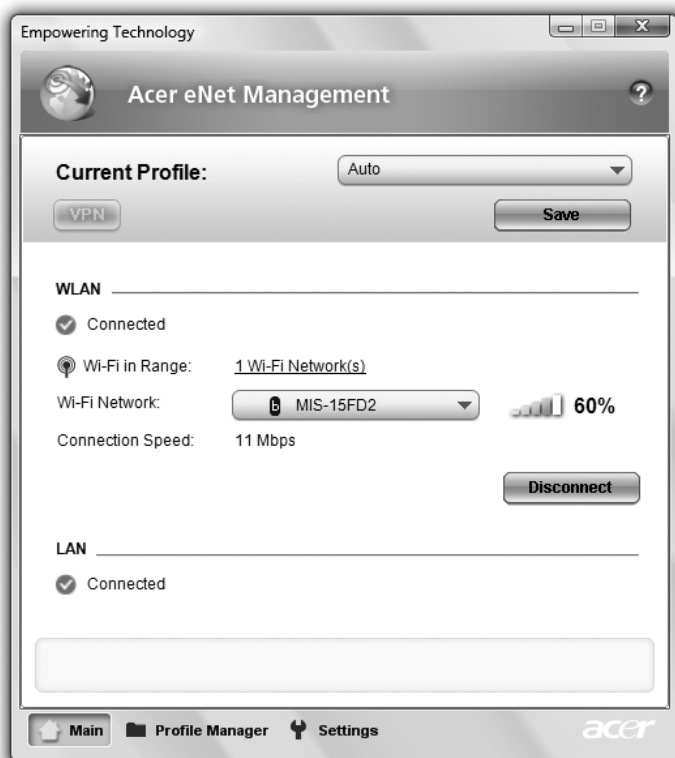 Empowering Technology
Acer eNet Management
?
Current Profile:
Auto
VPN
Save
WLAN
Connected
Wi-Fi in Range:
1 Wi-Fi Network(s)
Wi-Fi Network:
b MIS-15FD2
60%
Connection Speed:
11 Mbps
Disconnect
LAN
Connected
Main
Profile Manager
Settings
acer